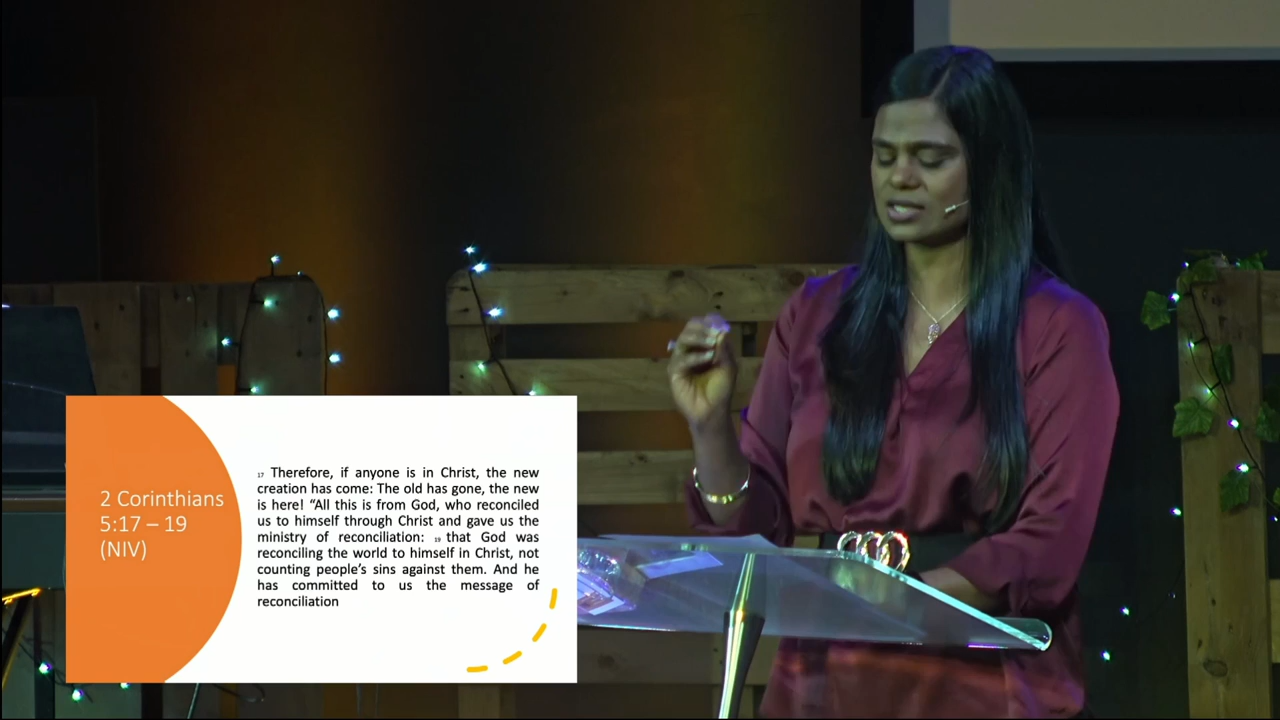 2 Corinthians
5:17 – 19
(NIV)
17 Therefore, if anyone is in Christ, the new
creation has come: The old has gone, the new
is here! “All this is from God, who reconciled
us to himself through Christ and gave us the
ministry of reconciliation: 19 that God was
reconciling the world to himself in Christ, not
counting people’s sins against them. And he
has committed to us the message of
reconciliation